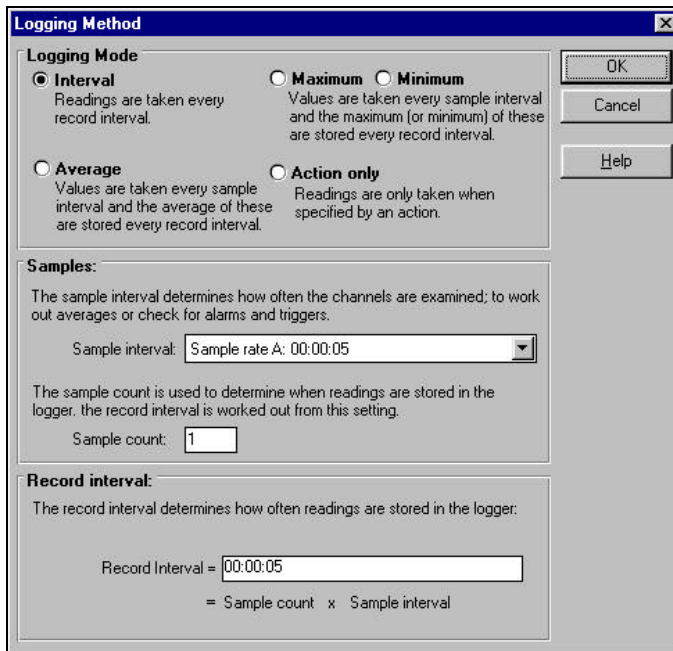 Logging Method
Logging Mode
Interval
Readings are taken every
record interval.
Maximum Minimum
Values are taken every sample interval
and the maximum (or minimum) of these
are stored every record interval.
Average
Values are taken every sample
interval and the average of these
are stored every record interval.
Action only
Readings are only taken when
specified by an action.
OK
Cancel
Help
Samples:
The sample interval determines how often the channels are examined; to work
out averages or check for alarms and triggers.
Sample interval: Sample rate A: 00:00:05
The sample count is used to determine when readings are stored in the
logger. the record interval is worked out from this setting.
Sample count: 1
Record interval:
The record interval determines how often readings are stored in the logger:
Record Interval = 00:00:05
= Sample count x Sample interval